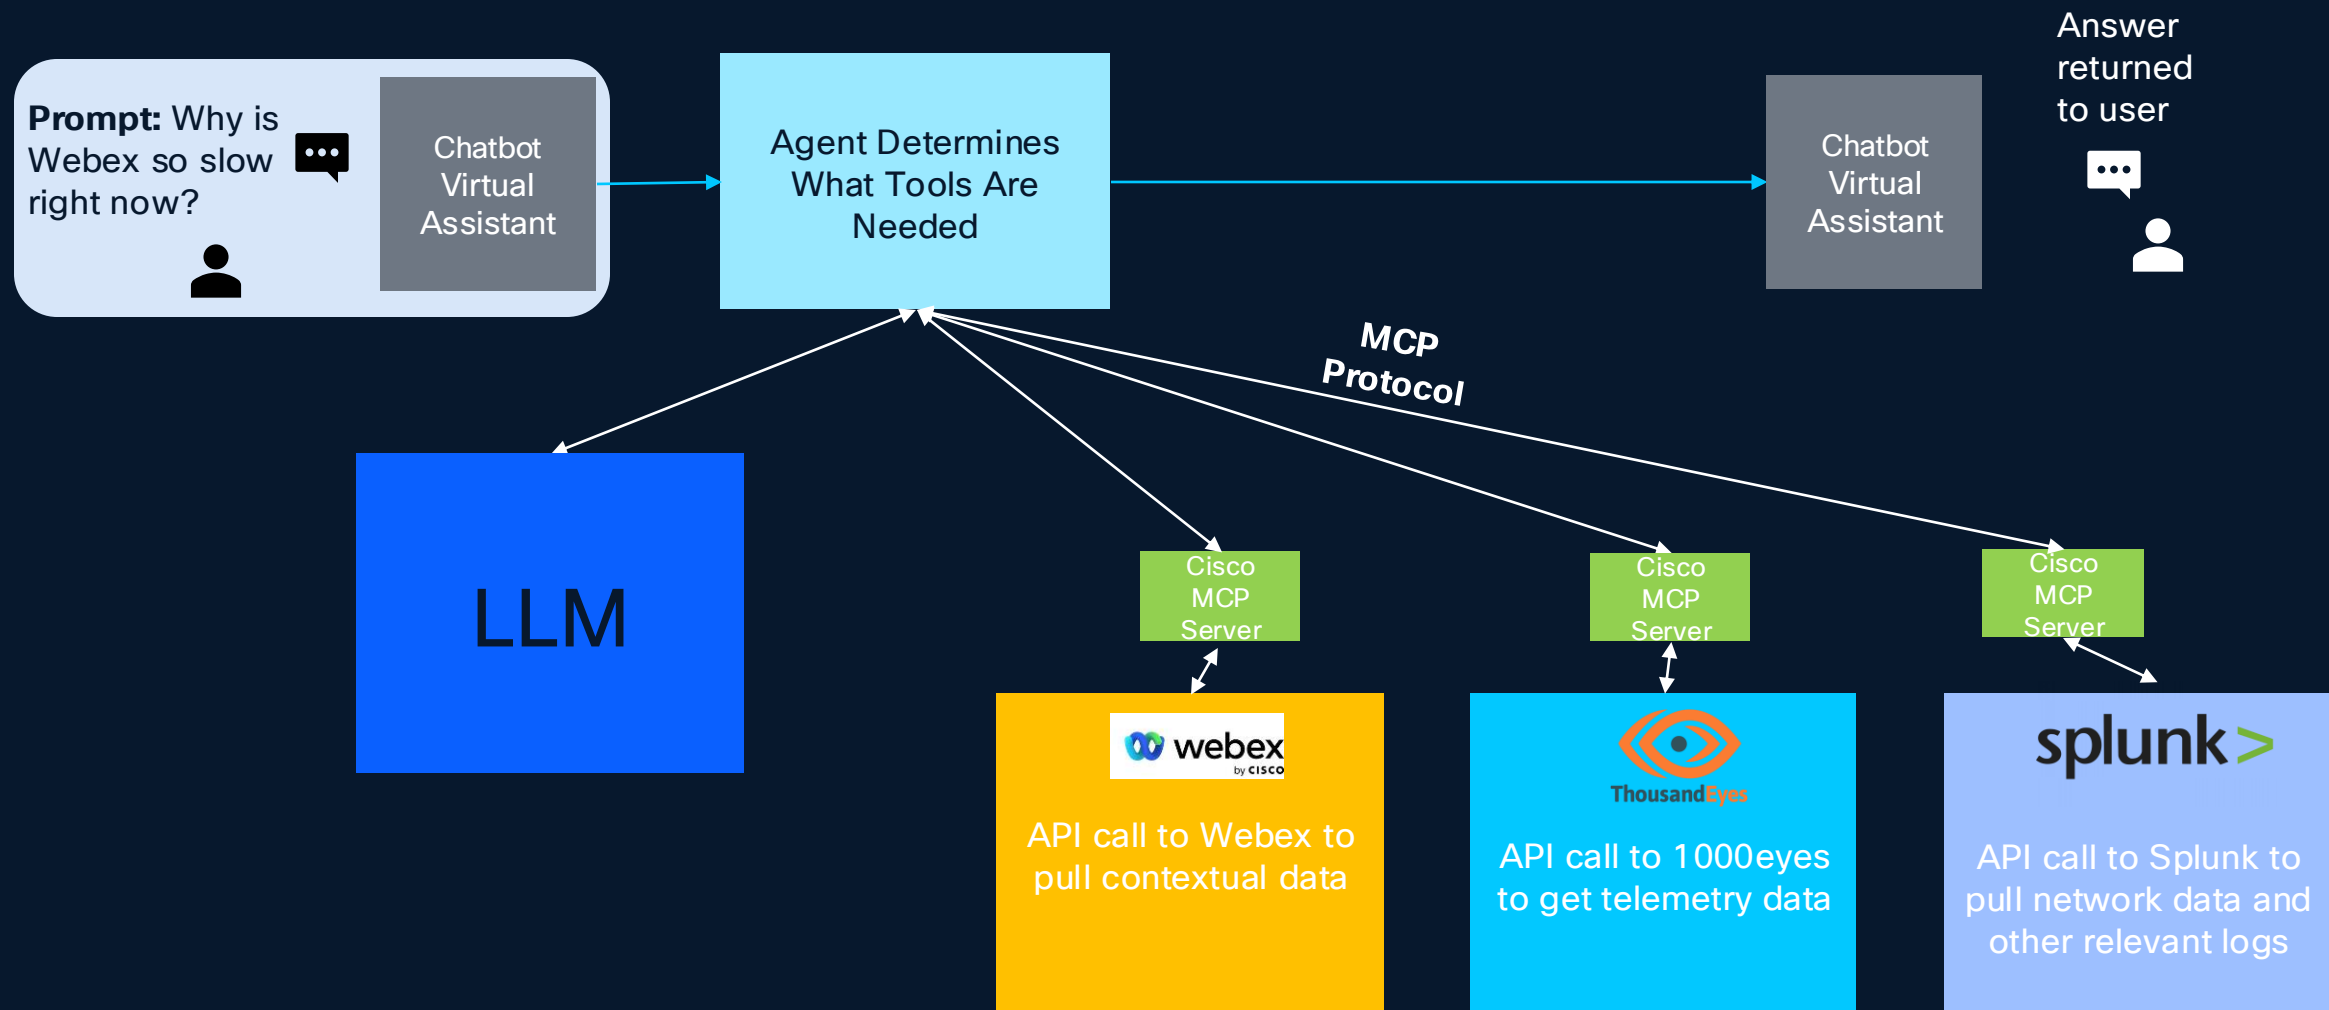 Prompt: Why is
Webex so slow
right now?
Chatbot
Virtual
Assistant
Agent Determines
What Tools Are
Needed
Chatbot
Virtual
Assistant
Answer
returned
to user
MCP
Protocol
LLM
Cisco
MCP
Server
Cisco
MCP
Server
Cisco
MCP
Server
webex
by CISCO
API call to Webex to
pull contextual data
ThousandEyes
API call to 1000eyes
to get telemetry data
splunk>
API call to Splunk to
pull network data and
other relevant logs